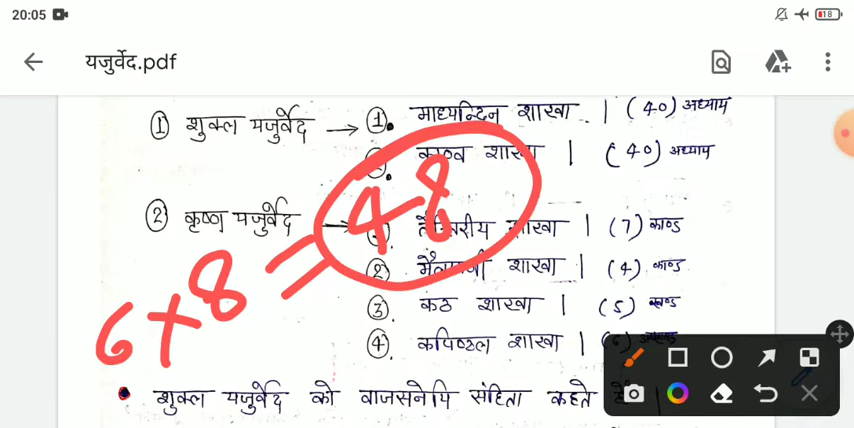 20:05 18
यजुर्वेद.pdf
① शुक्ल यजुर्वेद → ①. माध्यन्दिन शाखा | (40) अध्याय
काण्व शाखा | (40) अध्याय
② कृष्ण यजुर्वेद → शाखा | (7) काण्ड
② शाखा | (4) काण्ड
③ कठ शाखा | (5)
④. कपिष्ठल शाखा |
6 x 8 = 48
• शुक्ल यजुर्वेद को वाजसनेयि संहिता कहते